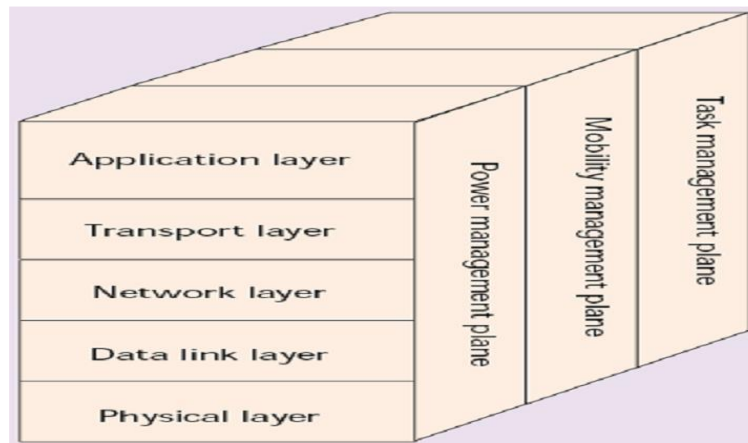 Application layer
Transport layer
Network layer
Data link layer
Physical layer
Power management plane
Mobility management plane
Task management plane